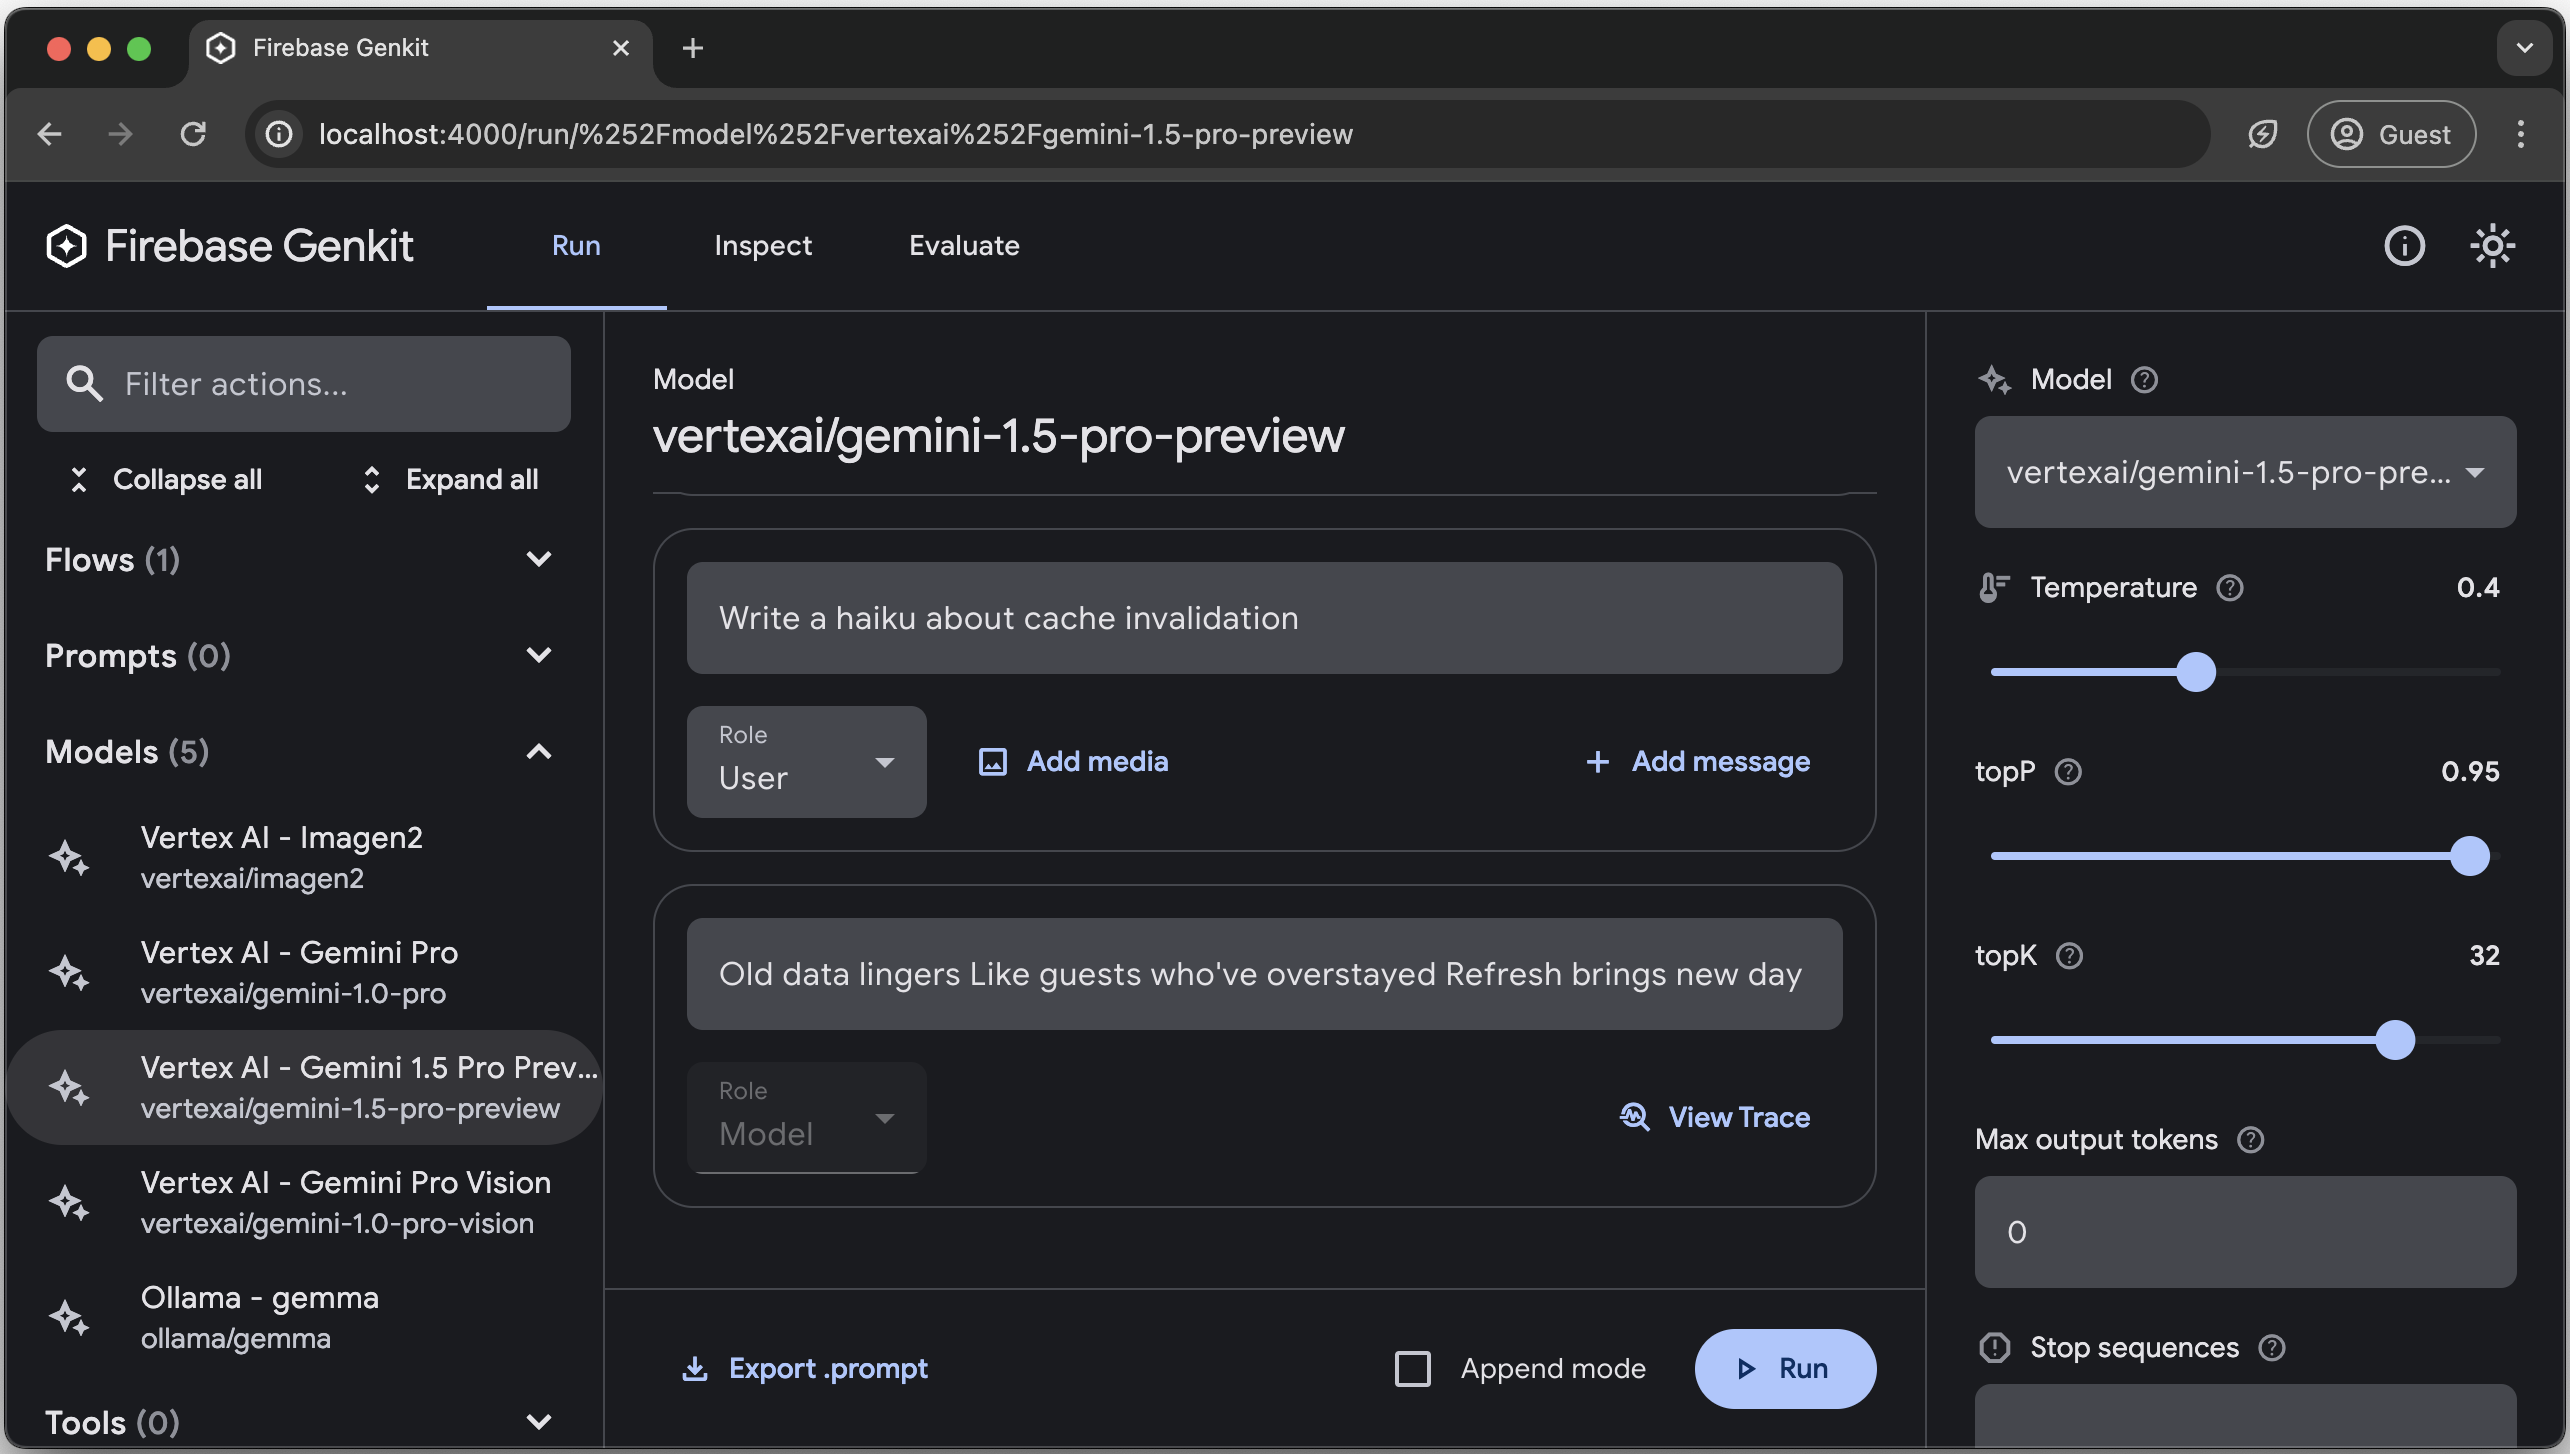 Firebase Genkit
localhost:4000/run/%252Fmodel%252Fvertexai%252Fgemini-1.5-pro-preview
Guest
Firebase Genkit
Run
Inspect
Evaluate
Filter actions...
Collapse all
Expand all
Flows (1)
Prompts (0)
Models (5)
Vertex AI - Imagen2
vertexai/imagen2
Vertex AI - Gemini Pro
vertexai/gemini-1.0-pro
Vertex AI - Gemini 1.5 Pro Prev...
vertexai/gemini-1.5-pro-preview
Vertex AI - Gemini Pro Vision
vertexai/gemini-1.0-pro-vision
Ollama - gemma
ollama/gemma
Tools (0)
Model
vertexai/gemini-1.5-pro-preview
Write a haiku about cache invalidation
Role
User
Add media
Add message
Old data lingers Like guests who've overstayed Refresh brings new day
Role
Model
View Trace
Export .prompt
Append mode
Run
Model
vertexai/gemini-1.5-pro-pre...
Temperature
0.4
topP
0.95
topK
32
Max output tokens
0
Stop sequences